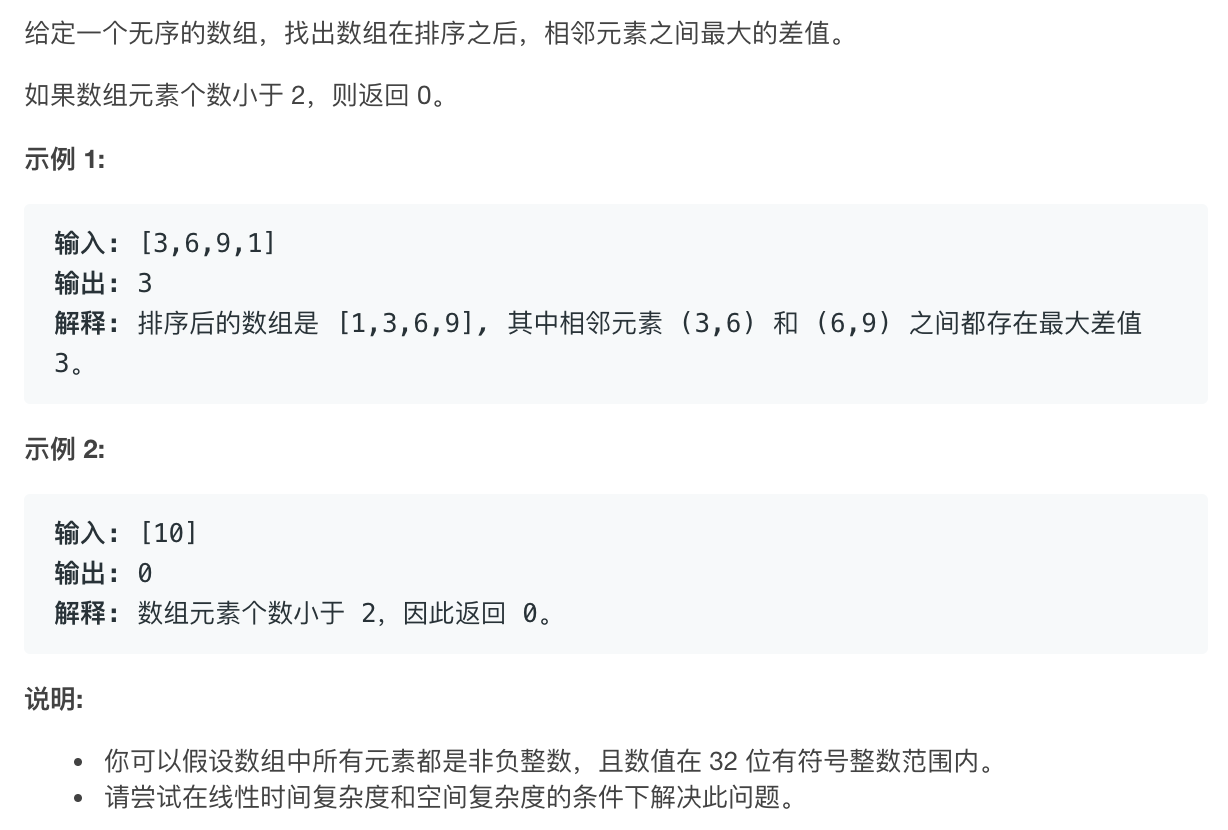 给定一个无序的数组，找出数组在排序之后，相邻元素之间最大的差值。
如果数组元素个数小于 2，则返回 0。
示例 1:
输入: [3,6,9,1]
输出: 3
解释: 排序后的数组是 [1,3,6,9], 其中相邻元素 (3,6) 和 (6,9) 之间都存在最大差值
3。
示例 2:
输入: [10]
输出: 0
解释: 数组元素个数小于 2，因此返回 0。
说明:
• 你可以假设数组中所有元素都是非负整数，且数值在 32 位有符号整数范围内。
• 请尝试在线性时间复杂度和空间复杂度的条件下解决此问题。